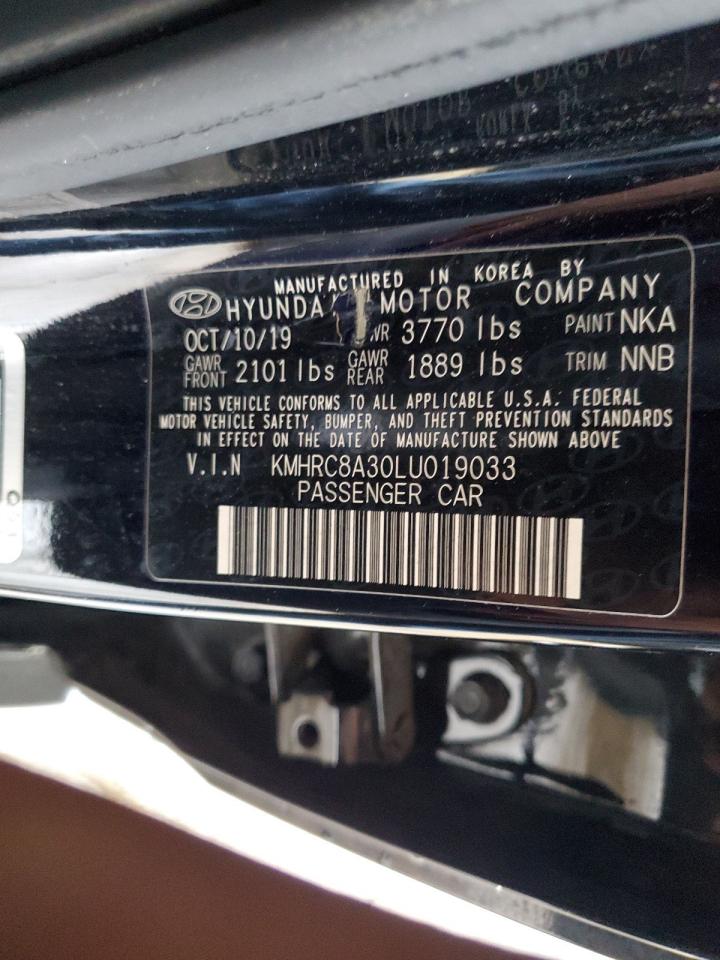 MANUFACTURED IN KOREA BY
HYUNDAI MOTOR COMPANY
OCT/10/19 WR 3770 lbs PAINT NKA
GAWR FRONT 2101 lbs GAWR REAR 1889 lbs TRIM NNB
THIS VEHICLE CONFORMS TO ALL APPLICABLE U.S.A. FEDERAL
MOTOR VEHICLE SAFETY, BUMPER, AND THEFT PREVENTION STANDARDS
IN EFFECT ON THE DATE OF MANUFACTURE SHOWN ABOVE
V.I.N KMHRC8A30LU019033
PASSENGER CAR